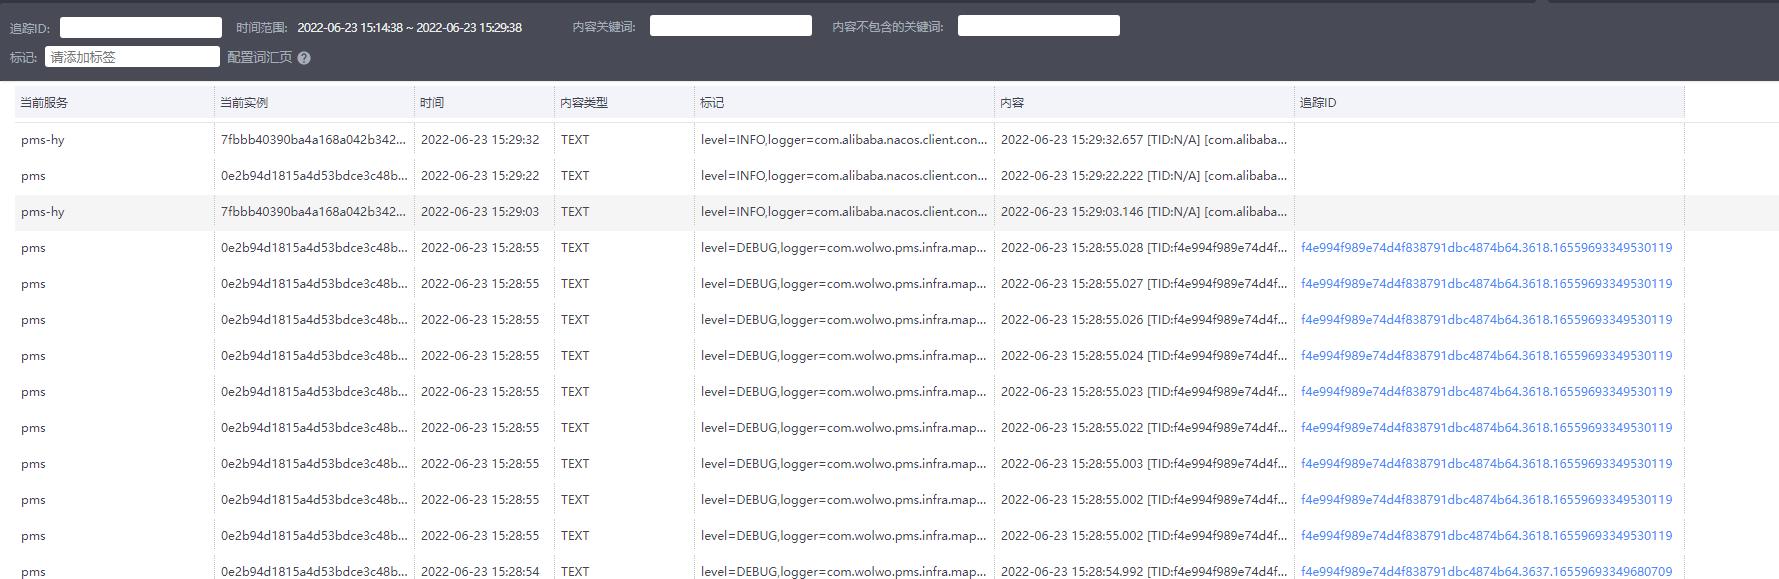 追踪ID: 时间范围: 2022-06-23 15:14:38 ~ 2022-06-23 15:29:38 内容关键词: 内容不包含的关键词:
标记: 请添加标签 配置词汇页 ?
当前服务 当前实例 时间 内容类型 标记 内容 追踪ID
pms-hy 7fbbb40390ba4a168a042b342... 2022-06-23 15:29:32 TEXT level=INFO,logger=com.alibaba.nacos.client.con... 2022-06-23 15:29:32.657 [TID:N/A] [com.alibaba...
pms 0e2b94d1815a4d53bdce3c48b... 2022-06-23 15:29:22 TEXT level=INFO,logger=com.alibaba.nacos.client.con... 2022-06-23 15:29:22.222 [TID:N/A] [com.alibaba...
pms-hy 7fbbb40390ba4a168a042b342... 2022-06-23 15:29:03 TEXT level=INFO,logger=com.alibaba.nacos.client.con... 2022-06-23 15:29:03.146 [TID:N/A] [com.alibaba...
pms 0e2b94d1815a4d53bdce3c48b... 2022-06-23 15:28:55 TEXT level=DEBUG,logger=com.wolwo.pms.infra.map... 2022-06-23 15:28:55.028 [TID:f4e994f989e74d4f... f4e994f989e74d4f838791dbc4874b64.3618.16559693349530119
pms 0e2b94d1815a4d53bdce3c48b... 2022-06-23 15:28:55 TEXT level=DEBUG,logger=com.wolwo.pms.infra.map... 2022-06-23 15:28:55.027 [TID:f4e994f989e74d4f... f4e994f989e74d4f838791dbc4874b64.3618.16559693349530119
pms 0e2b94d1815a4d53bdce3c48b... 2022-06-23 15:28:55 TEXT level=DEBUG,logger=com.wolwo.pms.infra.map... 2022-06-23 15:28:55.026 [TID:f4e994f989e74d4f... f4e994f989e74d4f838791dbc4874b64.3618.16559693349530119
pms 0e2b94d1815a4d53bdce3c48b... 2022-06-23 15:28:55 TEXT level=DEBUG,logger=com.wolwo.pms.infra.map... 2022-06-23 15:28:55.024 [TID:f4e994f989e74d4f... f4e994f989e74d4f838791dbc4874b64.3618.16559693349530119
pms 0e2b94d1815a4d53bdce3c48b... 2022-06-23 15:28:55 TEXT level=DEBUG,logger=com.wolwo.pms.infra.map... 2022-06-23 15:28:55.023 [TID:f4e994f989e74d4f... f4e994f989e74d4f838791dbc4874b64.3618.16559693349530119
pms 0e2b94d1815a4d53bdce3c48b... 2022-06-23 15:28:55 TEXT level=DEBUG,logger=com.wolwo.pms.infra.map... 2022-06-23 15:28:55.022 [TID:f4e994f989e74d4f... f4e994f989e74d4f838791dbc4874b64.3618.16559693349530119
pms 0e2b94d1815a4d53bdce3c48b... 2022-06-23 15:28:55 TEXT level=DEBUG,logger=com.wolwo.pms.infra.map... 2022-06-23 15:28:55.003 [TID:f4e994f989e74d4f... f4e994f989e74d4f838791dbc4874b64.3618.16559693349530119
pms 0e2b94d1815a4d53bdce3c48b... 2022-06-23 15:28:55 TEXT level=DEBUG,logger=com.wolwo.pms.infra.map... 2022-06-23 15:28:55.002 [TID:f4e994f989e74d4f... f4e994f989e74d4f838791dbc4874b64.3618.16559693349530119
pms 0e2b94d1815a4d53bdce3c48b... 2022-06-23 15:28:55 TEXT level=DEBUG,logger=com.wolwo.pms.infra.map... 2022-06-23 15:28:55.002 [TID:f4e994f989e74d4f... f4e994f989e74d4f838791dbc4874b64.3618.16559693349530119
pms 0e2b94d1815a4d53bdce3c48b... 2022-06-23 15:28:54 TEXT level=DEBUG,logger=com.wolwo.pms.infra.map... 2022-06-23 15:28:54.992 [TID:f4e994f989e74d4f... f4e994f989e74d4f838791dbc4874b64.3637.16559693349680709